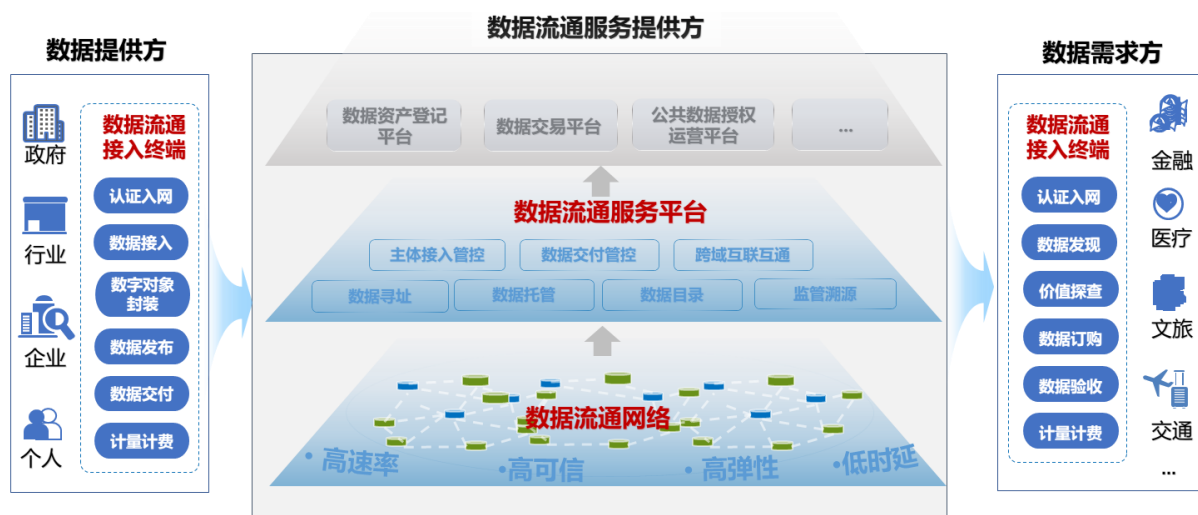 数据提供方
政府
行业
企业
个人
数据流通
接入终端
认证入网
数据接入
数字对象
封装
数据发布
数据交付
计量计费
数据流通服务提供方
数据资产登记
平台
数据交易平台
公共数据授权
运营平台
...
数据流通服务平台
主体接入管控
数据交付管控
跨域互联互通
数据寻址
数据托管
数据目录
监管溯源
数据流通网络
•高速率
•高可信
•高弹性
•低时延
数据需求方
数据流通
接入终端
认证入网
数据发现
价值探查
数据订购
数据验收
计量计费
金融
医疗
文旅
交通
...